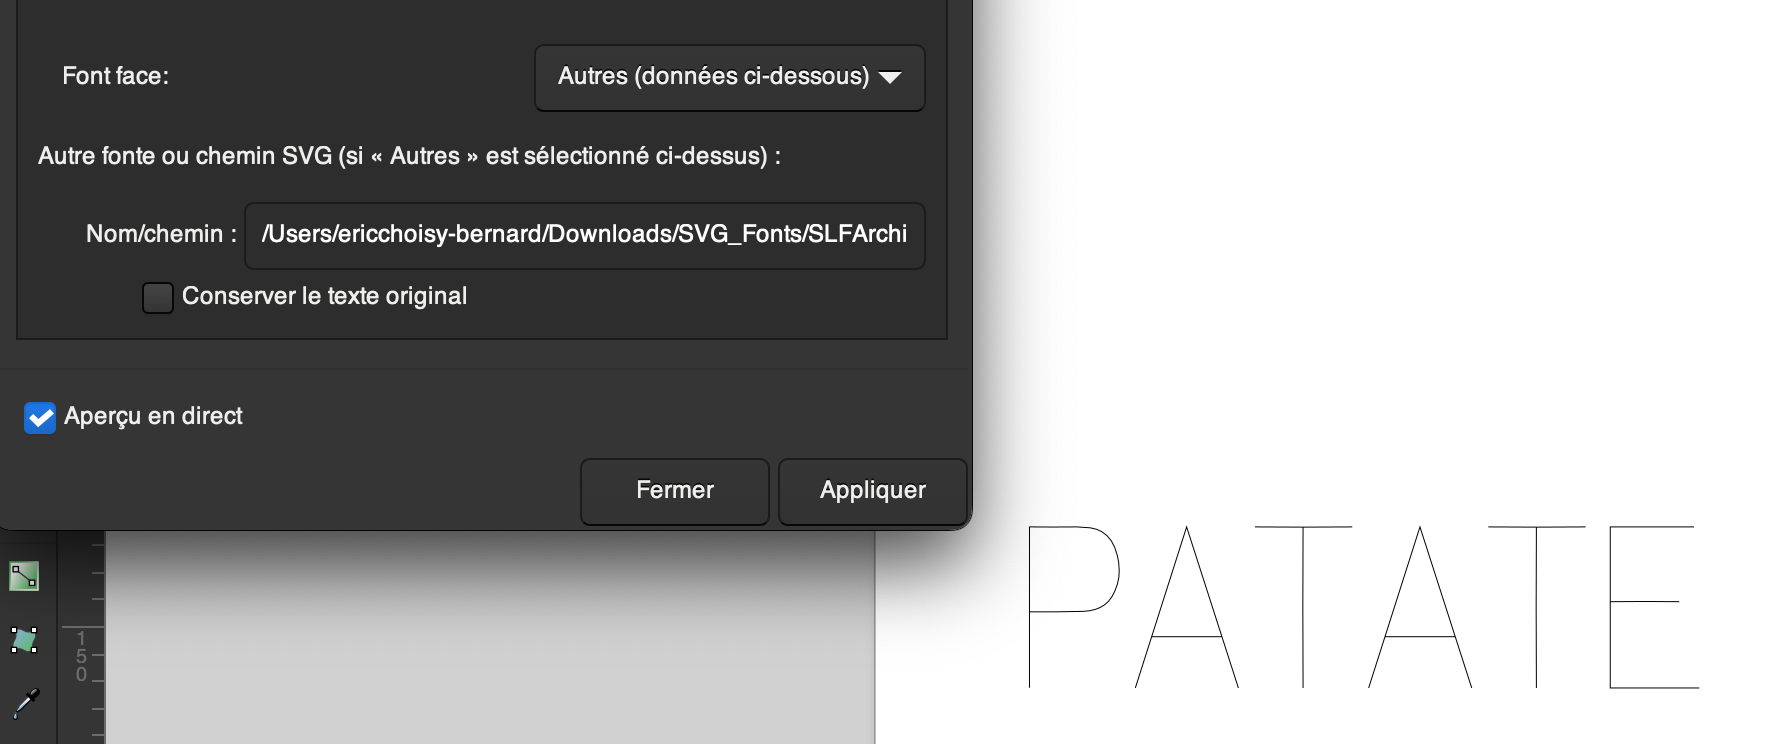 Font face:
Autres (données ci-dessous)
Autre fonte ou chemin SVG (si « Autres » est sélectionné ci-dessus) :
Nom/chemin :
/Users/ericchoisy-bernard/Downloads/SVG_Fonts/SLFArchi
Conserver le texte original
Aperçu en direct
Fermer
Appliquer
PATATE
150